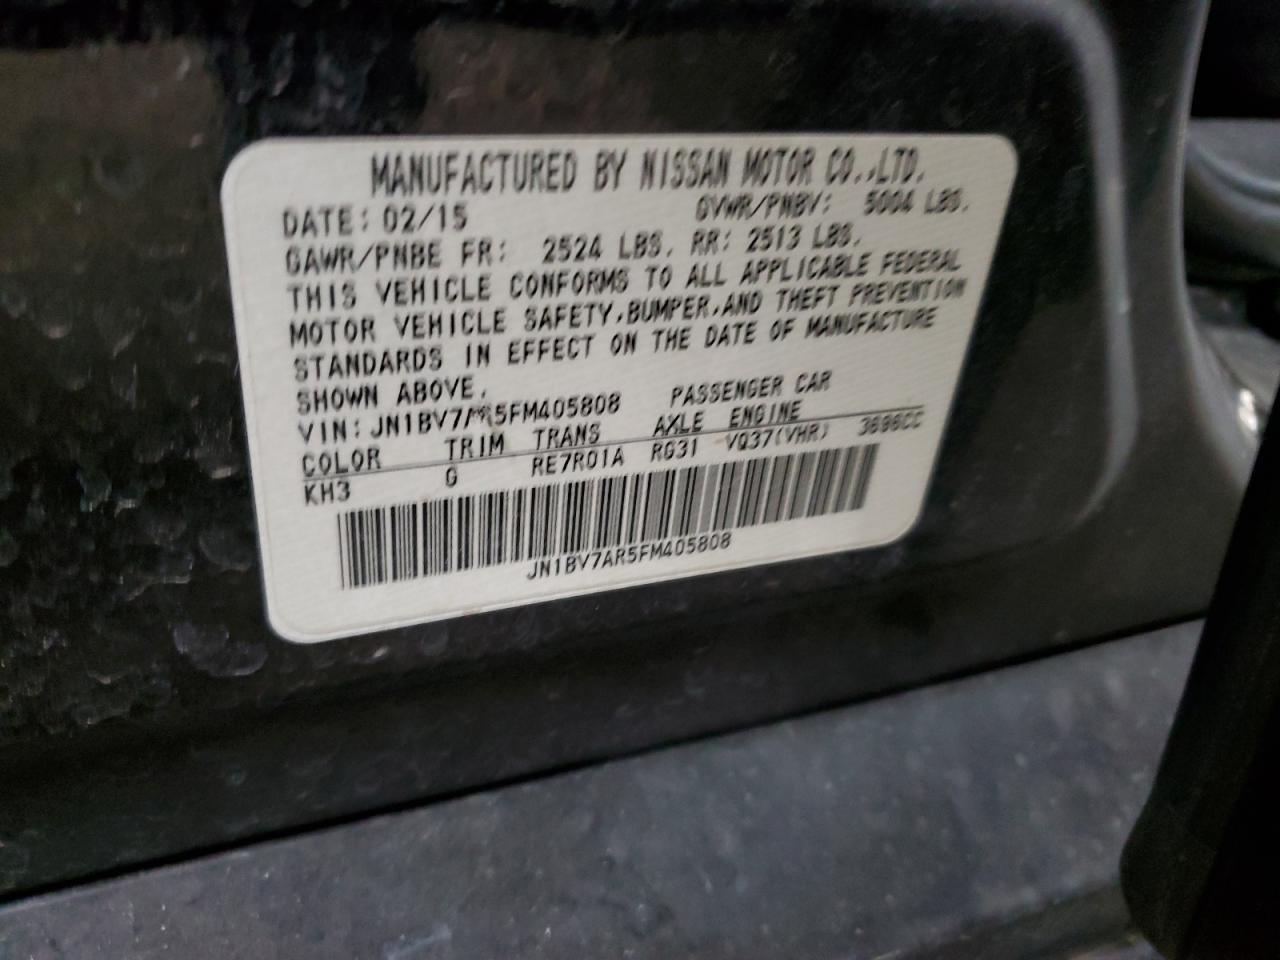 MANUFACTURED BY NISSAN MOTOR CO.,LTD.
DATE: 02/15 GVWR/PNBV: 5004 LBS.
GAWR/PNBE FR: 2524 LBS. RR: 2513 LBS.
THIS VEHICLE CONFORMS TO ALL APPLICABLE FEDERAL
MOTOR VEHICLE SAFETY,BUMPER,AND THEFT PREVENTION
STANDARDS IN EFFECT ON THE DATE OF MANUFACTURE
SHOWN ABOVE.
VIN: JN1BV7AR5FM405808 PASSENGER CAR
COLOR TRIM TRANS AXLE ENGINE
KH3 G RE7R01A RG31 VQ37(VHR) 3696CC
JN1BV7AR5FM405808